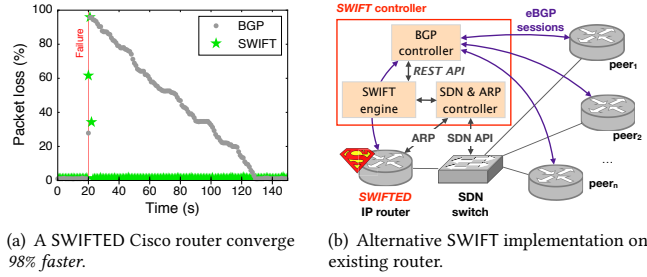 100
80
60
40
20
0
Packet loss (%)
Failure
BGP
SWIFT
0 20 40 60 80 100 120 140
Time (s)
(a) A SWIFTED Cisco router converge
98% faster.
SWIFT controller
BGP
controller
REST API
SWIFT
engine
SDN & ARP
controller
ARP
SDN API
eBGP
sessions
peer1
peer2
...
peern
SWIFTED
IP router
SDN
switch
(b) Alternative SWIFT implementation on
existing router.